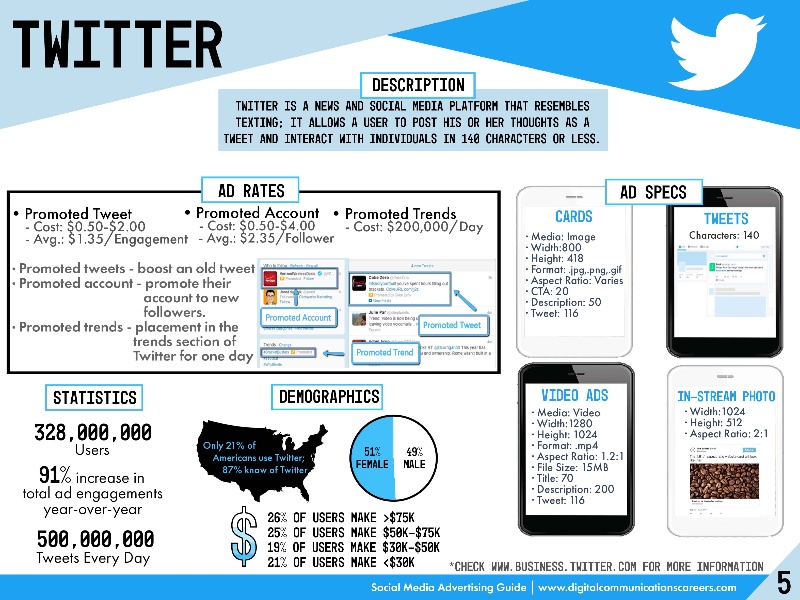 TWITTER
DESCRIPTION
TWITTER IS A NEWS AND SOCIAL MEDIA PLATFORM THAT RESEMBLES
TEXTING; IT ALLOWS A USER TO POST HIS OR HER THOUGHTS AS A
TWEET AND INTERACT WITH INDIVIDUALS IN 140 CHARACTERS OR LESS.
AD RATES
• Promoted Tweet
- Cost: $0.50-$2.00
- Avg.: $1.35/Engagement
• Promoted Account
- Cost: $0.50-$4.00
- Avg.: $2.35/Follower
• Promoted Trends
- Cost: $200,000/Day
• Promoted tweets - boost an old tweet
• Promoted account - promote their
account to new
followers.
• Promoted trends - placement in the
trends section of
Twitter for one day
Promoted Account
Promoted Tweet
Promoted Trend
AD SPECS
CARDS
• Media: Image
• Width:800
• Height: 418
• Format: .jpg,.png,.gif
• Aspect Ratio: Varies
• CTA: 20
• Description: 50
• Tweet: 116
TWEETS
Characters: 140
VIDEO ADS
• Media: Video
• Width:1280
• Height: 1024
• Format: .mp4
• Aspect Ratio: 1.2:1
• File Size: 15MB
• Title: 70
• Description: 200
• Tweet: 116
IN-STREAM PHOTO
• Width:1024
• Height: 512
• Aspect Ratio: 2:1
STATISTICS
328,000,000
Users
91% increase in
total ad engagements
year-over-year
500,000,000
Tweets Every Day
DEMOGRAPHICS
Only 21% of
Americans use Twitter;
87% know of Twitter
51%
FEMALE
49%
MALE
$
26% OF USERS MAKE >$75K
25% OF USERS MAKE $50K-$75K
19% OF USERS MAKE $30K-$50K
21% OF USERS MAKE <$30K
*CHECK WWW.BUSINESS.TWITTER.COM FOR MORE INFORMATION
Social Media Advertising Guide | www.digitalcommunicationscareers.com
5